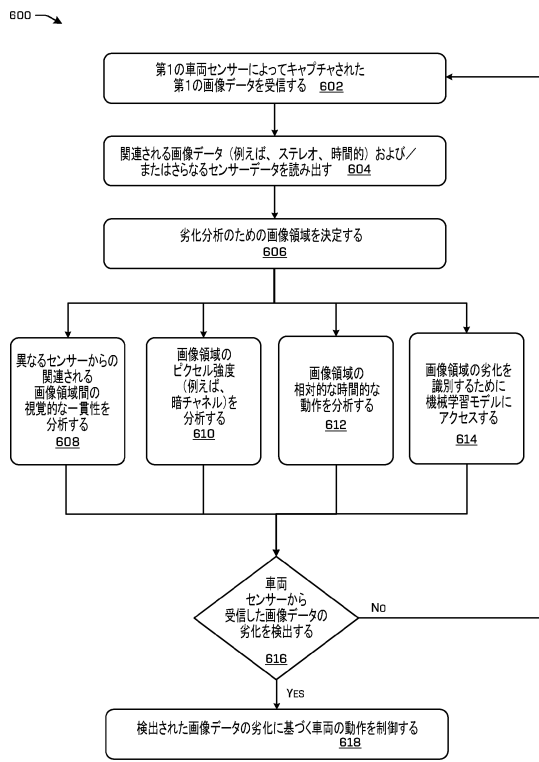 600
第1の車両センサーによってキャプチャされた
第1の画像データを受信する 602
関連される画像データ（例えば、ステレオ、時間的）および／
またはさらなるセンサーデータを読み出す 604
劣化分析のための画像領域を決定する
606
異なるセンサーからの
関連される
画像領域間の
視覚的な一貫性を
分析する
608
画像領域の
ピクセル強度
(例えば、
暗チャネル)を
分析する
610
画像領域の
相対的な時間的な
動作を分析する
612
画像領域の劣化を
識別するために
機械学習モデルに
アクセスする
614
車両
センサーから
受信した画像データの
劣化を検出する
616
No
Yes
検出された画像データの劣化に基づく車両の動作を制御する
618